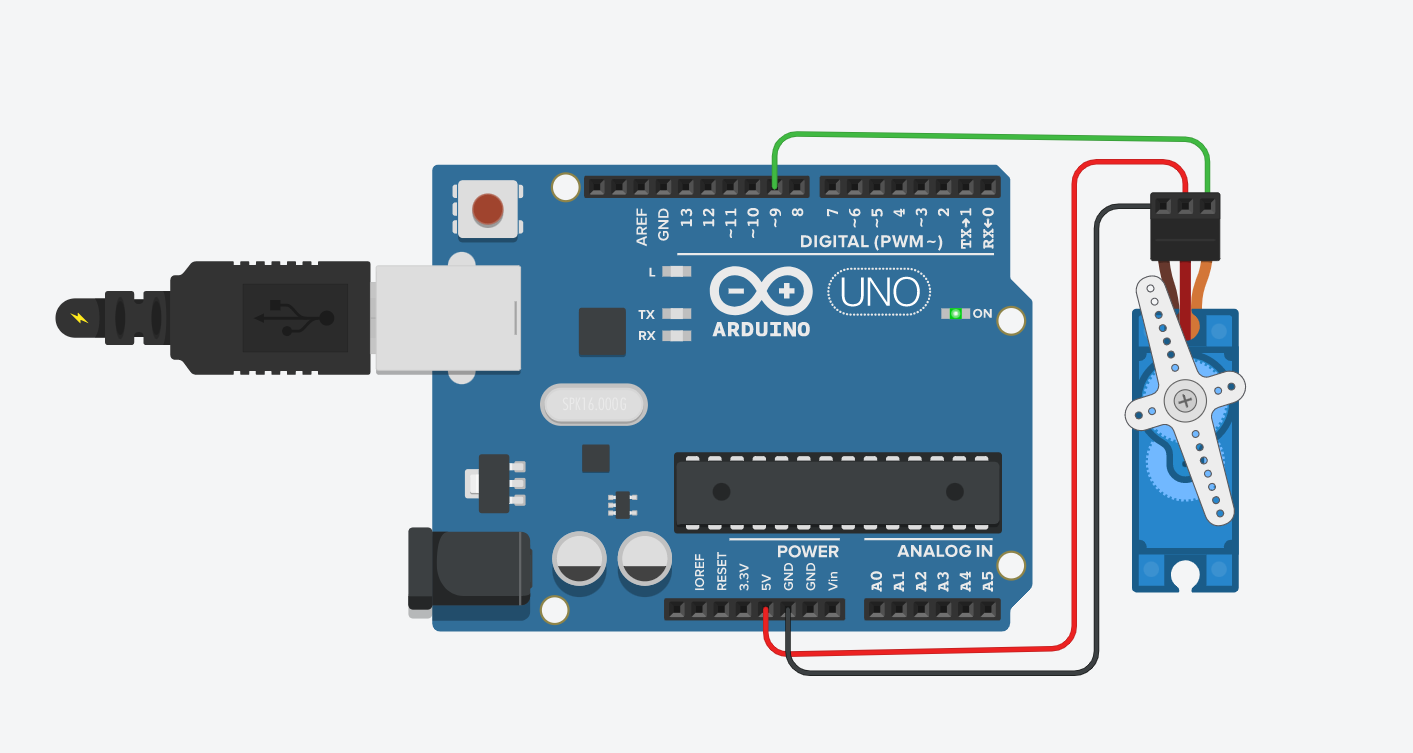 AREF
GND
13
12
~11
~10
~9
8
7
~6
~5
4
~3
2
TX→1
RX←0
DIGITAL (PWM~)
L
TX
RX
UNO
ON
ARDUINO
SPK16.000G
POWER
ANALOG IN
IOREF
RESET
3.3V
5V
GND
GND
Vin
A0
A1
A2
A3
A4
A5